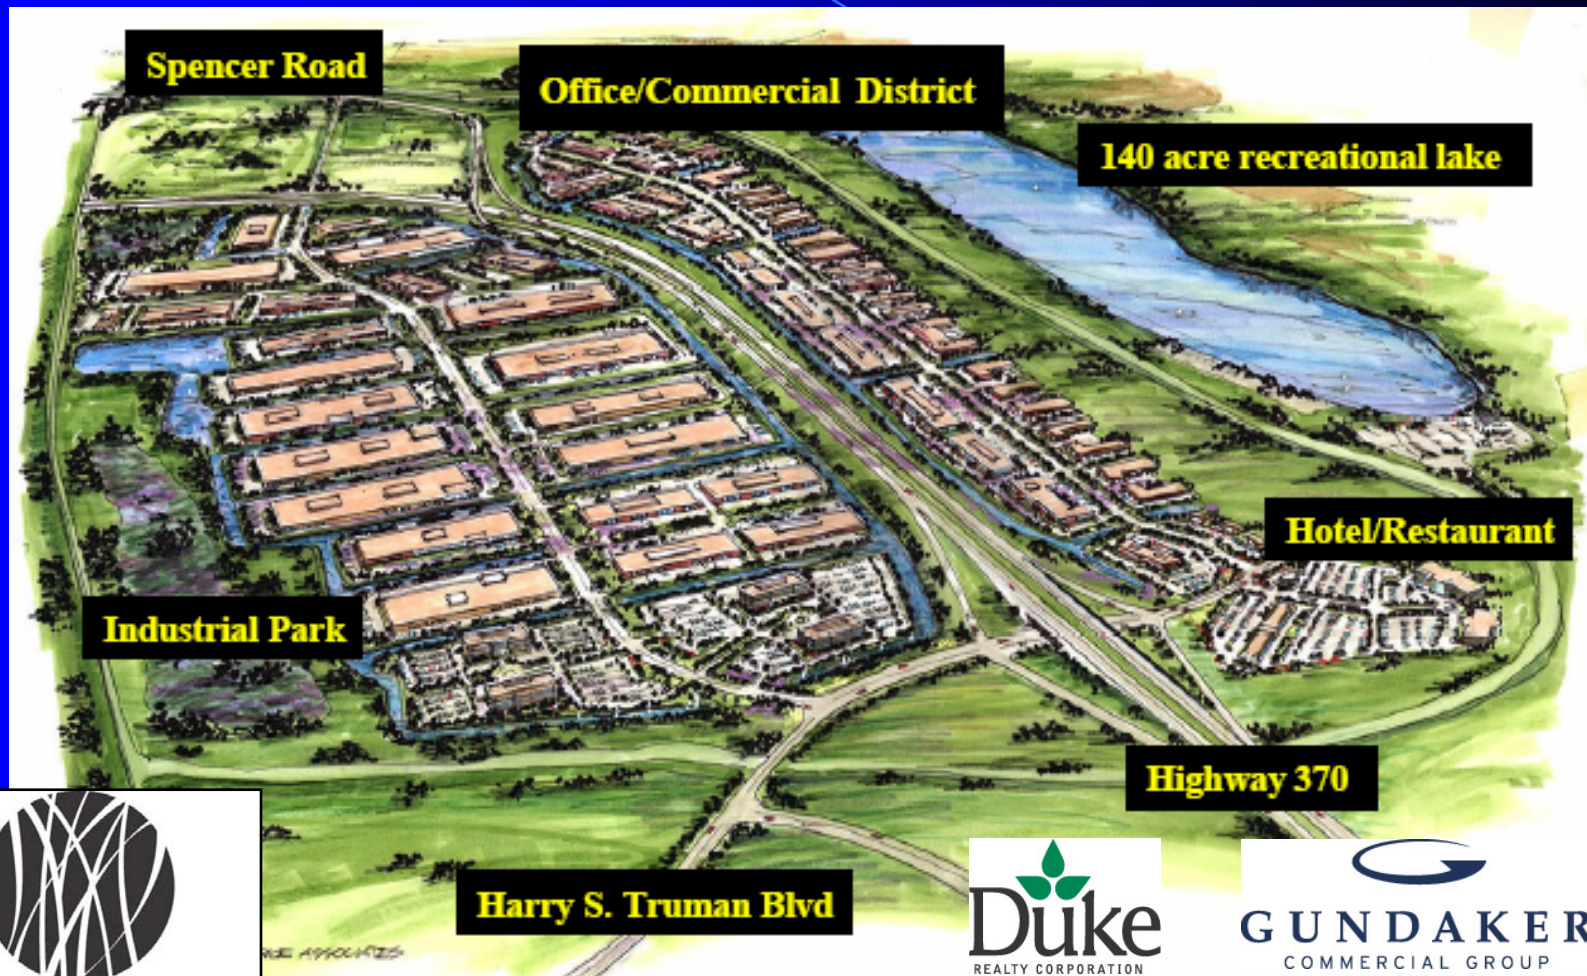 Spencer Road
Office/Commercial District
140 acre recreational lake
Hotel/Restaurant
Industrial Park
Highway 370
Harry S. Truman Blvd
ASSOCIATES
Duke
REALTY CORPORATION
GUNDAKER
COMMERCIAL GROUP